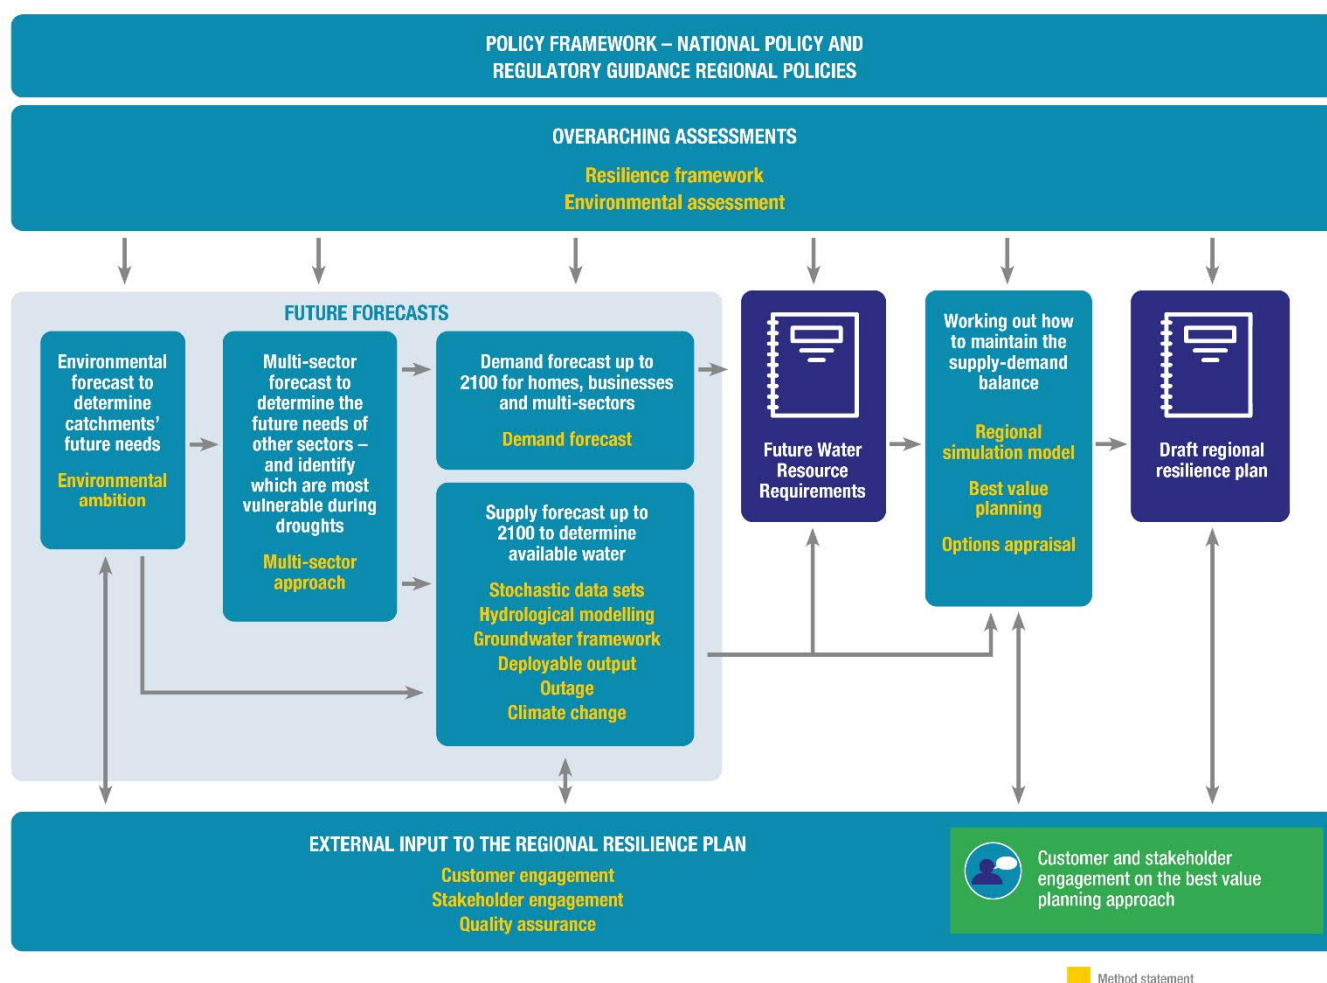 POLICY FRAMEWORK – NATIONAL POLICY AND
REGULATORY GUIDANCE REGIONAL POLICIES
OVERARCHING ASSESSMENTS
Resilience framework
Environmental assessment
FUTURE FORECASTS
Environmental
forecast to
determine
catchments’
future needs
Environmental
ambition
Multi-sector
forecast to
determine the
future needs of
other sectors –
and identify
which are most
vulnerable during
droughts
Multi-sector
approach
Demand forecast up to
2100 for homes, businesses
and multi-sectors
Demand forecast
Supply forecast up to
2100 to determine
available water
Stochastic data sets
Hydrological modelling
Groundwater framework
Deployable output
Outage
Climate change
Future Water
Resource
Requirements
Working out how
to maintain the
supply-demand
balance
Regional
simulation model
Best value
planning
Options appraisal
Draft regional
resilience plan
EXTERNAL INPUT TO THE REGIONAL RESILIENCE PLAN
Customer engagement
Stakeholder engagement
Quality assurance
Customer and stakeholder
engagement on the best value
planning approach
Method statement